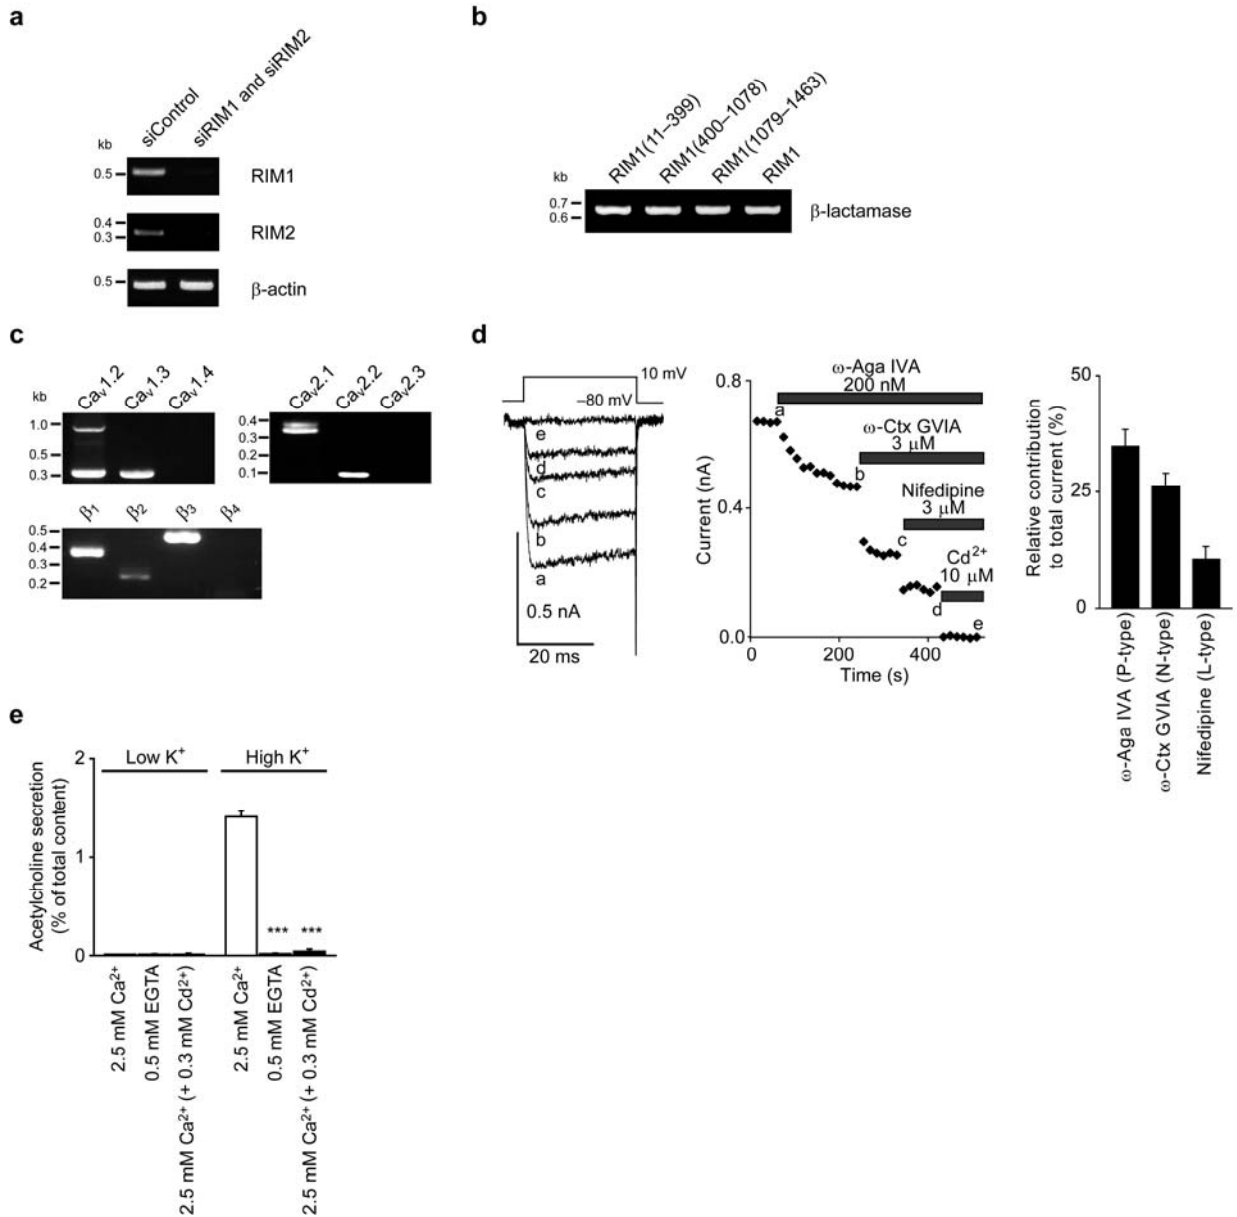 a
siControl
siRIM1 and siRIM2
kb
0.5
RIM1
0.4
0.3
RIM2
0.5
β-actin
b
RIM1(11–399)
RIM1(400–1078)
RIM1(1079–1463)
RIM1
kb
0.7
0.6
β-lactamase
c
kb
Cav1.2
Cav1.3
Cav1.4
1.0
0.5
0.3
Cav2.1
Cav2.2
Cav2.3
0.4
0.3
0.1
β1
β2
β3
β4
0.5
0.4
0.3
0.2
d
10 mV
–80 mV
e
d
c
b
a
0.5 nA
20 ms
Current (nA)
0.8
0.4
0.0
0
200
400
Time (s)
ω-Aga IVA
200 nM
a
ω-Ctx GVIA
3 μM
b
Nifedipine
3 μM
c
Cd²⁺
10 μM
d
e
Relative contribution
to total current (%)
50
25
0
ω-Aga IVA (P-type)
ω-Ctx GVIA (N-type)
Nifedipine (L-type)
e
Acetylcholine secretion
(% of total content)
2
1
0
Low K⁺
High K⁺
***
***
2.5 mM Ca²⁺
0.5 mM EGTA
2.5 mM Ca²⁺ (+ 0.3 mM Cd²⁺)
2.5 mM Ca²⁺
0.5 mM EGTA
2.5 mM Ca²⁺ (+ 0.3 mM Cd²⁺)